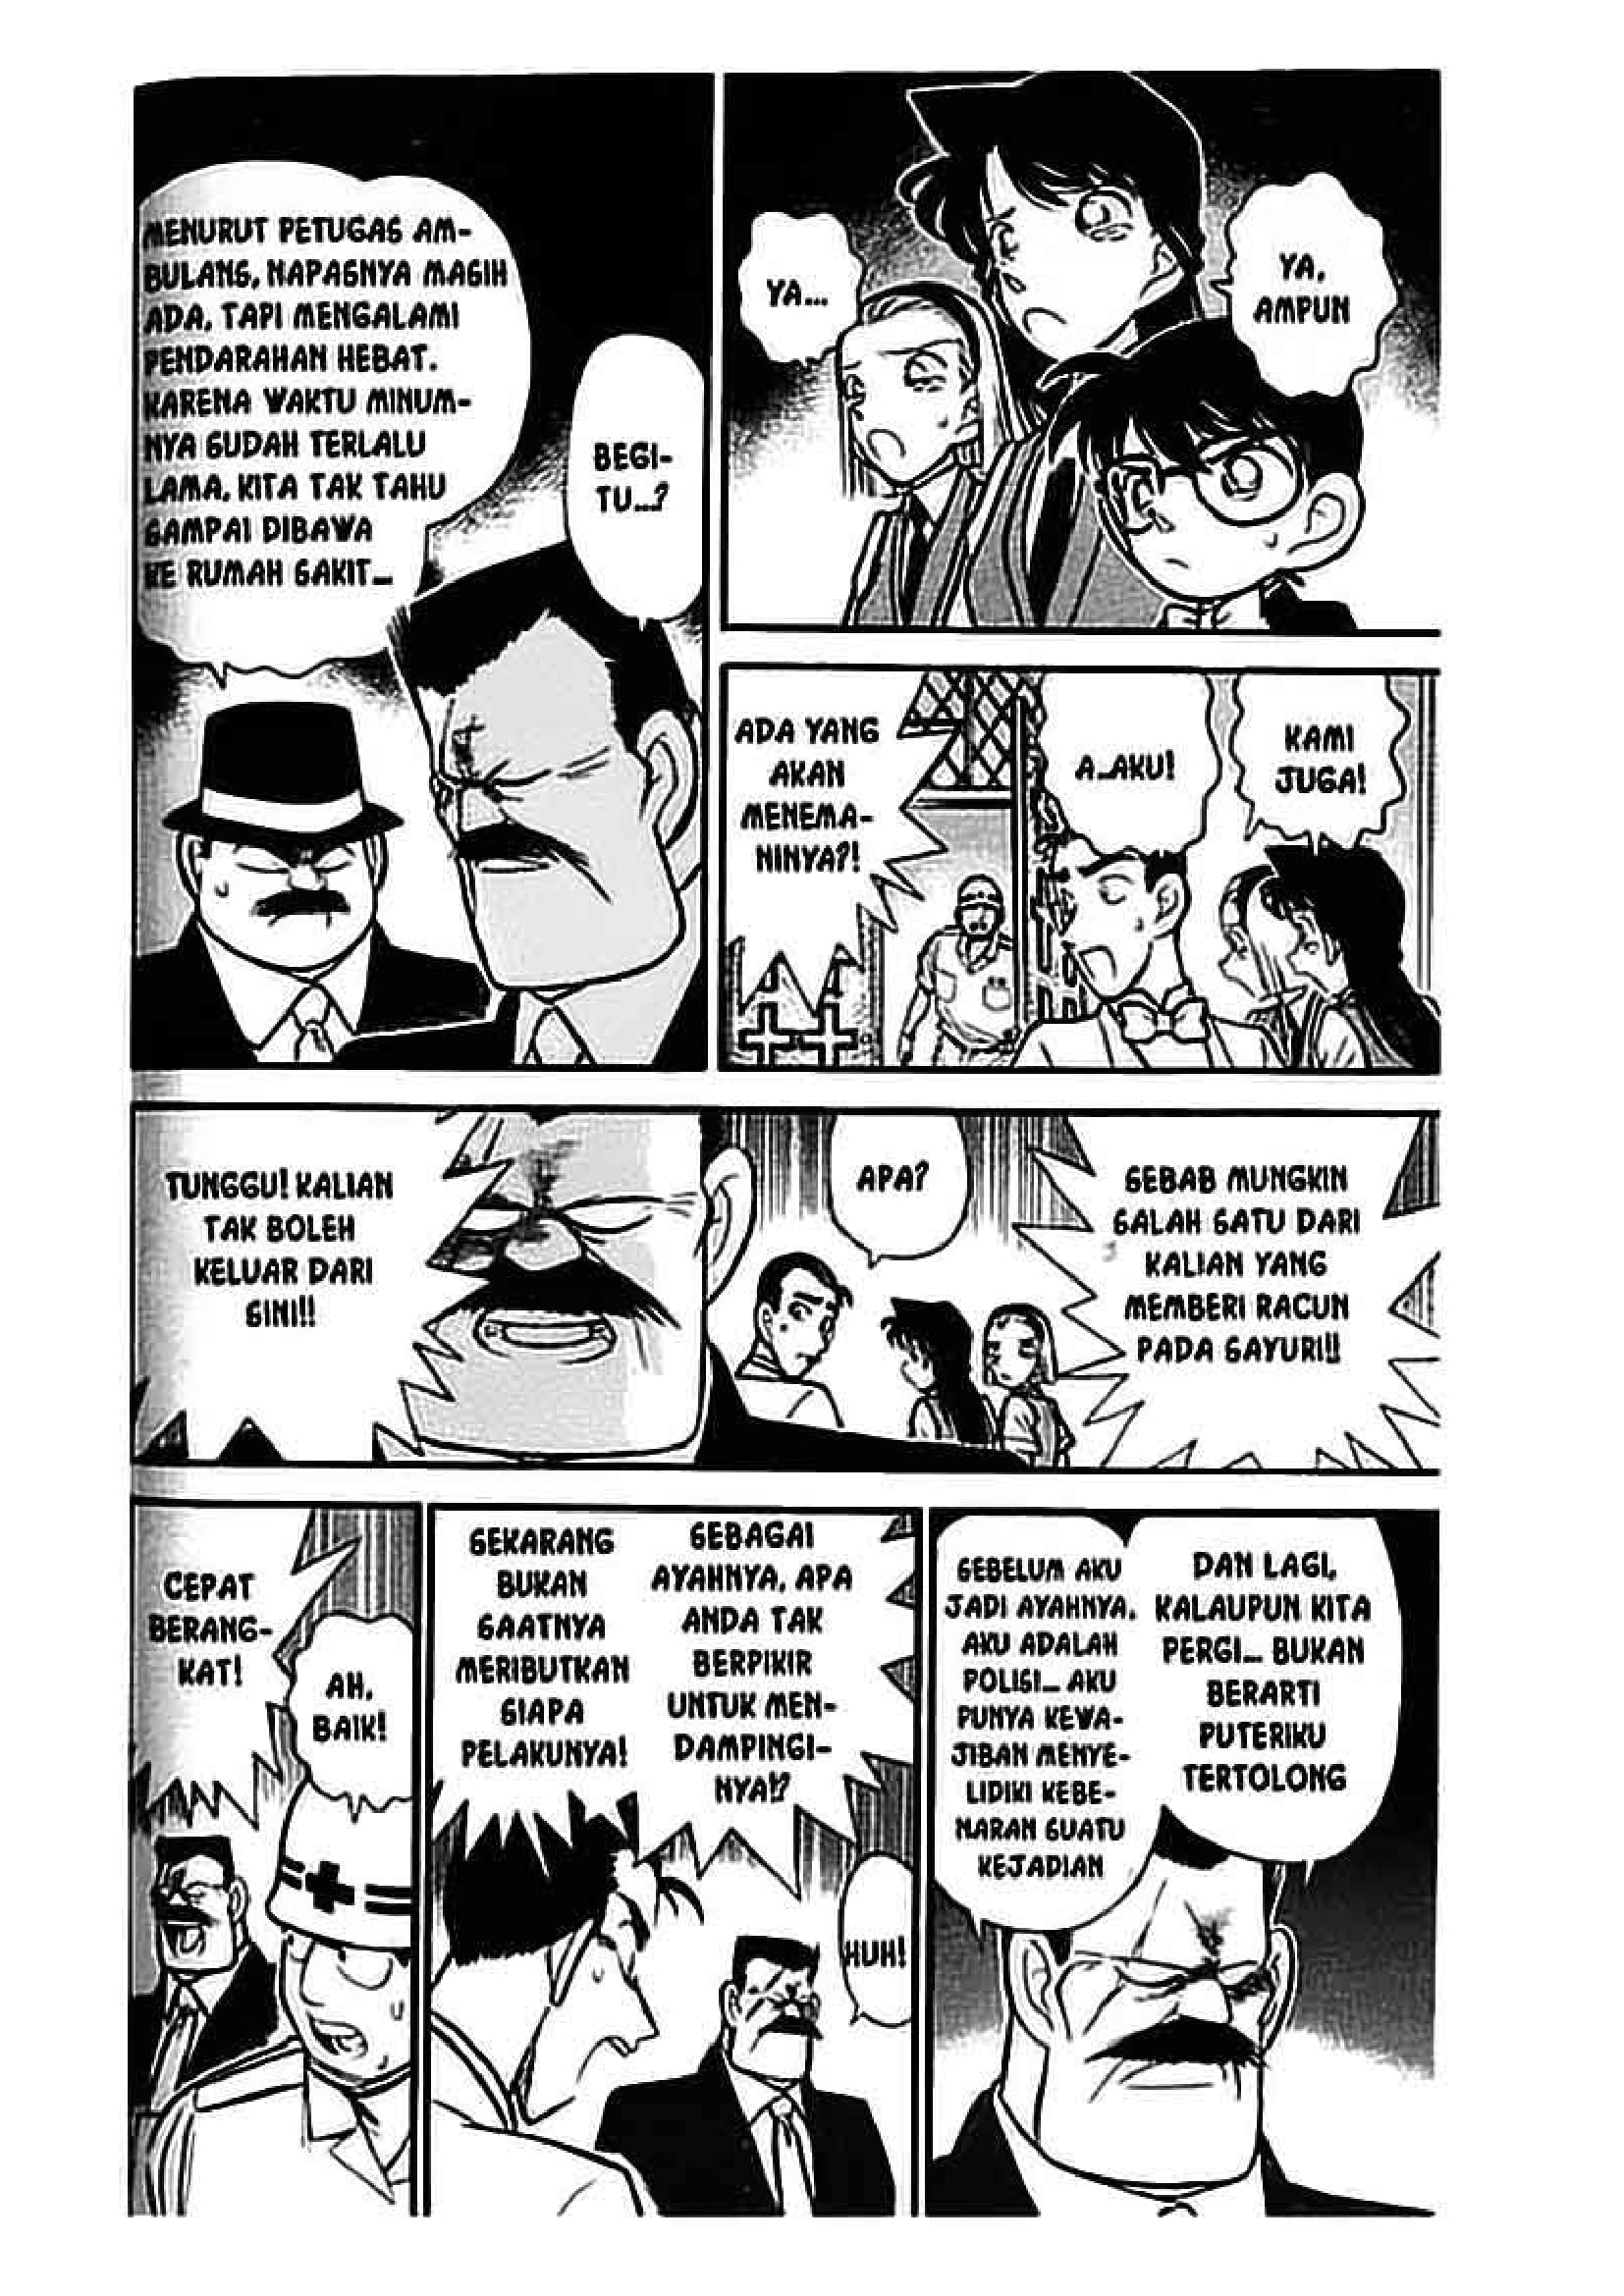 MENURUT PETUGAS AM-
BULANS, NAPASNYA MASIH
ADA, TAPI MENGALAMI
PENDARAHAN HEBAT.
KARENA WAKTU MINUM-
NYA SUDAH TERLALU
LAMA, KITA TAK TAHU
SAMPAI DIBAWA
KE RUMAH SAKIT...
BEGI-
TU...?
YA...
YA,
AMPUN
ADA YANG
AKAN
MENEMA-
NINYA?!
A...AKU!
KAMI
JUGA!
TUNGGU! KALIAN
TAK BOLEH
KELUAR DARI
SINI!!
APA?
SEBAB MUNGKIN
SALAH SATU DARI
KALIAN YANG
MEMBERI RACUN
PADA SAYURI!!
CEPAT
BERANG-
KAT!
AH,
BAIK!
SEKARANG
BUKAN
SAATNYA
MERIBUTKAN
SIAPA
PELAKUNYA!
SEBAGAI
AYAHNYA, APA
ANDA TAK
BERPIKIR
UNTUK MEN-
DAMPINGI-
NYA!?
HUH!
SEBELUM AKU
JADI AYAHNYA,
AKU ADALAH
POLISI... AKU
PUNYA KEWA-
JIBAN MENYE-
LIDIKI KEBE-
NARAN SUATU
KEJADIAN
DAN LAGI,
KALAUPUN KITA
PERGI... BUKAN
BERARTI
PUTERIKU
TERTOLONG